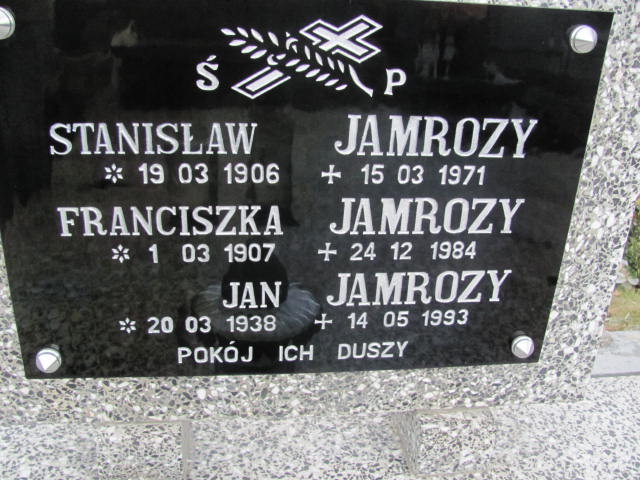 Ś P
STANISŁAW JAMROZY
* 19 03 1906 + 15 03 1971
FRANCISZKA JAMROZY
* 1 03 1907 + 24 12 1984
JAN JAMROZY
* 20 03 1938 + 14 05 1993
POKÓJ ICH DUSZY